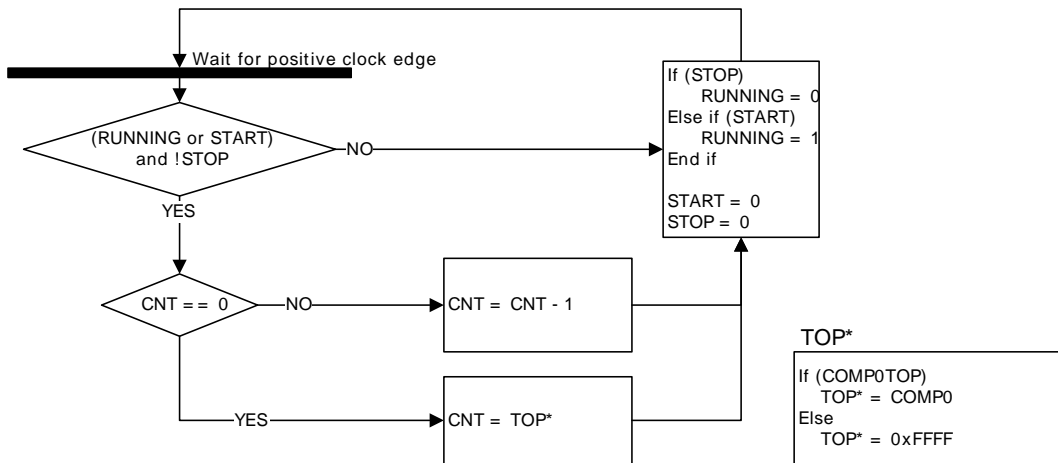 Wait for positive clock edge
(RUNNING or START)
and !STOP
NO
YES
If (STOP)
RUNNING = 0
Else if (START)
RUNNING = 1
End if
START = 0
STOP = 0
CNT == 0
NO
CNT = CNT - 1
YES
CNT = TOP*
TOP*
If (COMP0TOP)
TOP* = COMP0
Else
TOP* = 0xFFFF